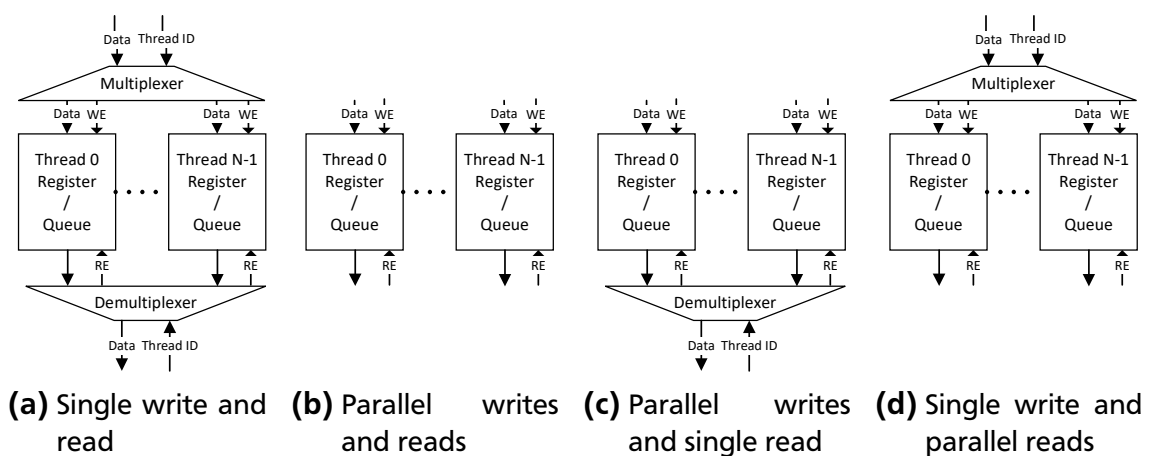 Data Thread ID
Multiplexer
Data WE Data WE
Thread 0 Register / Queue
Thread N-1 Register / Queue
RE RE
Demultiplexer
Data Thread ID
(a) Single write and
read
Data WE Data WE
Thread 0 Register / Queue
Thread N-1 Register / Queue
RE RE
(b) Parallel writes
and reads
Data WE Data WE
Thread 0 Register / Queue
Thread N-1 Register / Queue
RE RE
Demultiplexer
Data Thread ID
(c) Parallel writes
and single read
Data Thread ID
Multiplexer
Data WE Data WE
Thread 0 Register / Queue
Thread N-1 Register / Queue
RE RE
(d) Single write and
parallel reads